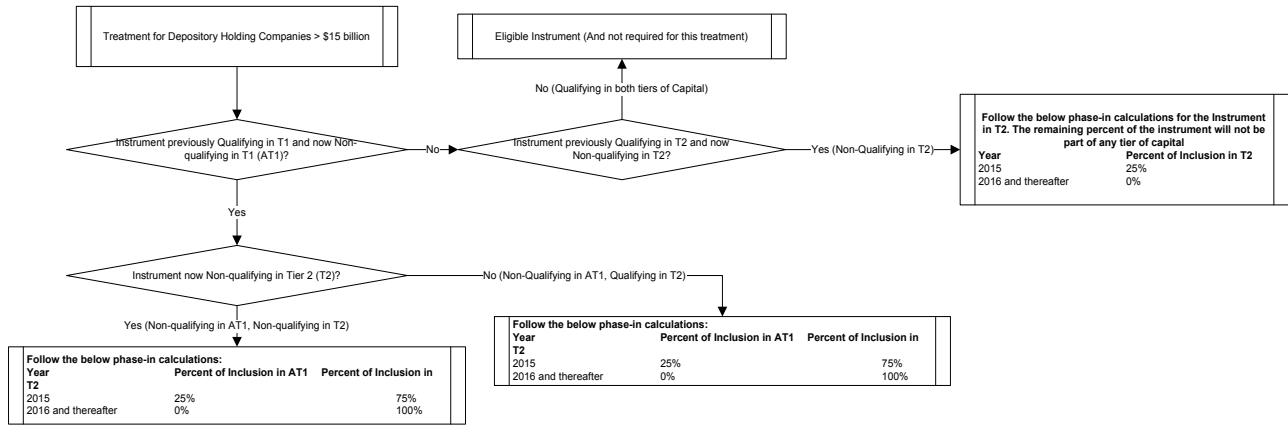 Treatment for Depository Holding Companies > $15 billion
Eligible Instrument (And not required for this treatment)
No (Qualifying in both tiers of Capital)
Instrument previously Qualifying in T1 and now Non-
qualifying in T1 (AT1)?
No
Instrument previously Qualifying in T2 and now
Non-qualifying in T2?
Yes (Non-Qualifying in T2)
Follow the below phase-in calculations for the Instrument
in T2. The remaining percent of the instrument will not be
part of any tier of capital
Year Percent of Inclusion in T2
2015 25%
2016 and thereafter 0%
Yes
Instrument now Non-qualifying in Tier 2 (T2)?
No (Non-Qualifying in AT1, Qualifying in T2)
Yes (Non-qualifying in AT1, Non-qualifying in T2)
Follow the below phase-in calculations:
Year Percent of Inclusion in AT1 Percent of Inclusion in
T2
2015 25% 75%
2016 and thereafter 0% 100%
Follow the below phase-in calculations:
Year Percent of Inclusion in AT1 Percent of Inclusion in
T2
2015 25% 75%
2016 and thereafter 0% 100%